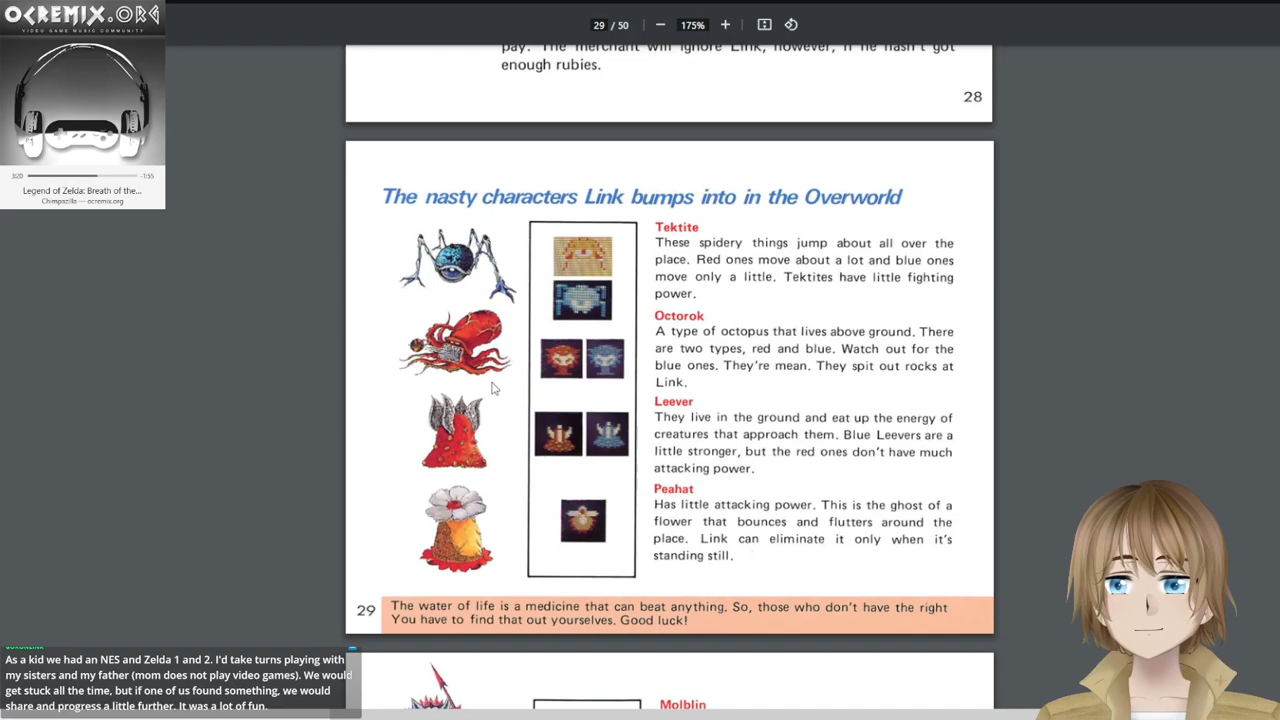 OCREMIX.ORG
VIDEO GAME MUSIC COMMUNITY
3:20
-1:55
Legend of Zelda: Breath of the...
Chimpazilla — ocremix.org
29 / 50
175%
enough rubies.
28
The nasty characters Link bumps into in the Overworld
Tektite
These spidery things jump about all over the
place. Red ones move about a lot and blue ones
move only a little. Tektites have little fighting
power.
Octorok
A type of octopus that lives above ground. There
are two types, red and blue. Watch out for the
blue ones. They're mean. They spit out rocks at
Link.
Leever
They live in the ground and eat up the energy of
creatures that approach them. Blue Leevers are a
little stronger, but the red ones don't have much
attacking power.
Peahat
Has little attacking power. This is the ghost of a
flower that bounces and flutters around the
place. Link can eliminate it only when it's
standing still.
29
The water of life is a medicine that can beat anything. So, those who don't have the right
You have to find that out yourselves. Good luck!
As a kid we had an NES and Zelda 1 and 2. I'd take turns playing with
my sisters and my father (mom does not play video games). We would
get stuck all the time, but if one of us found something, we would
share and progress a little further. It was a lot of fun.
Molblin